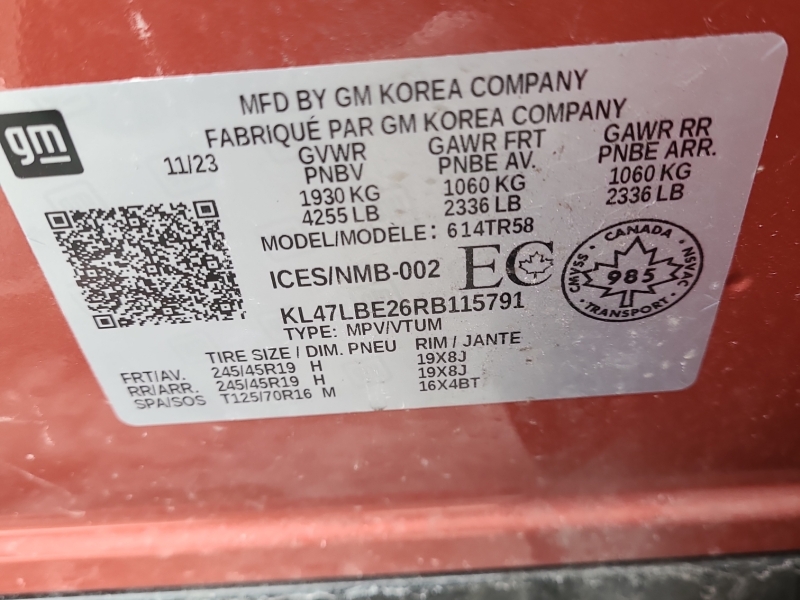 gm
MFD BY GM KOREA COMPANY
FABRIQUÉ PAR GM KOREA COMPANY
11/23
GVWR GAWR FRT GAWR RR
PNBV PNBE AV. PNBE ARR.
1930 KG 1060 KG 1060 KG
4255 LB 2336 LB 2336 LB
MODEL/MODÈLE: 614TR58
ICES/NMB-002 EC
CANADA
CMVSS 985 NSVAC
TRANSPORT
KL47LBE26RB115791
TYPE: MPV/VTUM
TIRE SIZE / DIM. PNEU RIM / JANTE
FRT/AV. 245/45R19 H 19X8J
RR/ARR. 245/45R19 H 19X8J
SPA/SOS T125/70R16 M 16X4BT